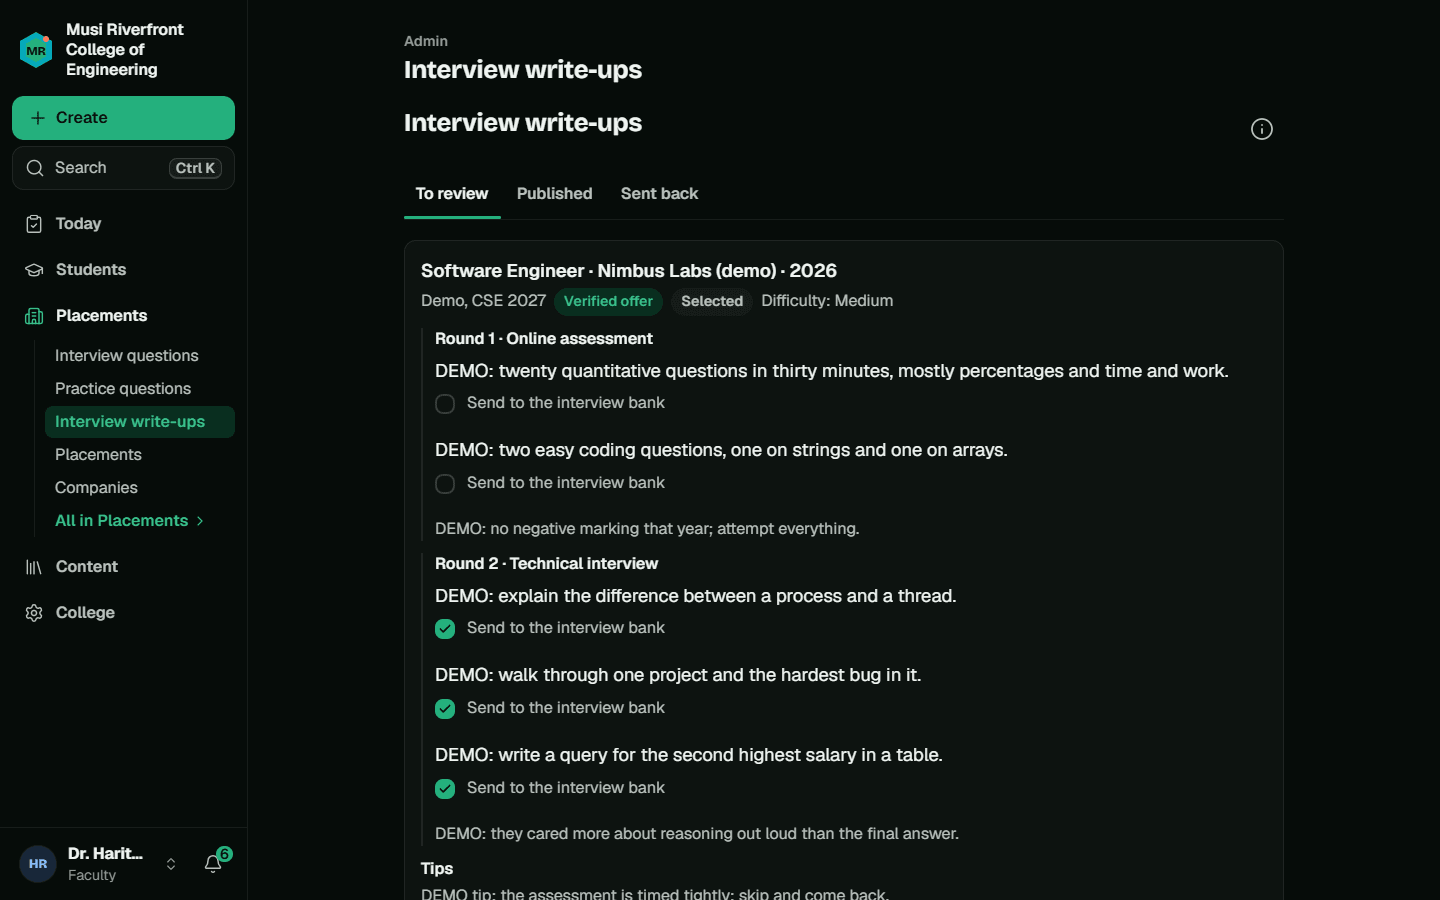 Musi Riverfront
College of
Engineering
MR
Create
Search
Ctrl K
Today
Students
Placements
Interview questions
Practice questions
Interview write-ups
Placements
Companies
All in Placements
Content
College
HR
Dr. Harit...
Faculty
6
Admin
Interview write-ups
Interview write-ups
To review
Published
Sent back
Software Engineer · Nimbus Labs (demo) · 2026
Demo, CSE 2027 Verified offer Selected Difficulty: Medium
Round 1 · Online assessment
DEMO: twenty quantitative questions in thirty minutes, mostly percentages and time and work.
Send to the interview bank
DEMO: two easy coding questions, one on strings and one on arrays.
Send to the interview bank
DEMO: no negative marking that year; attempt everything.
Round 2 · Technical interview
DEMO: explain the difference between a process and a thread.
Send to the interview bank
DEMO: walk through one project and the hardest bug in it.
Send to the interview bank
DEMO: write a query for the second highest salary in a table.
Send to the interview bank
DEMO: they cared more about reasoning out loud than the final answer.
Tips
DEMO tip: the assessment is timed tightly; skip and come back.